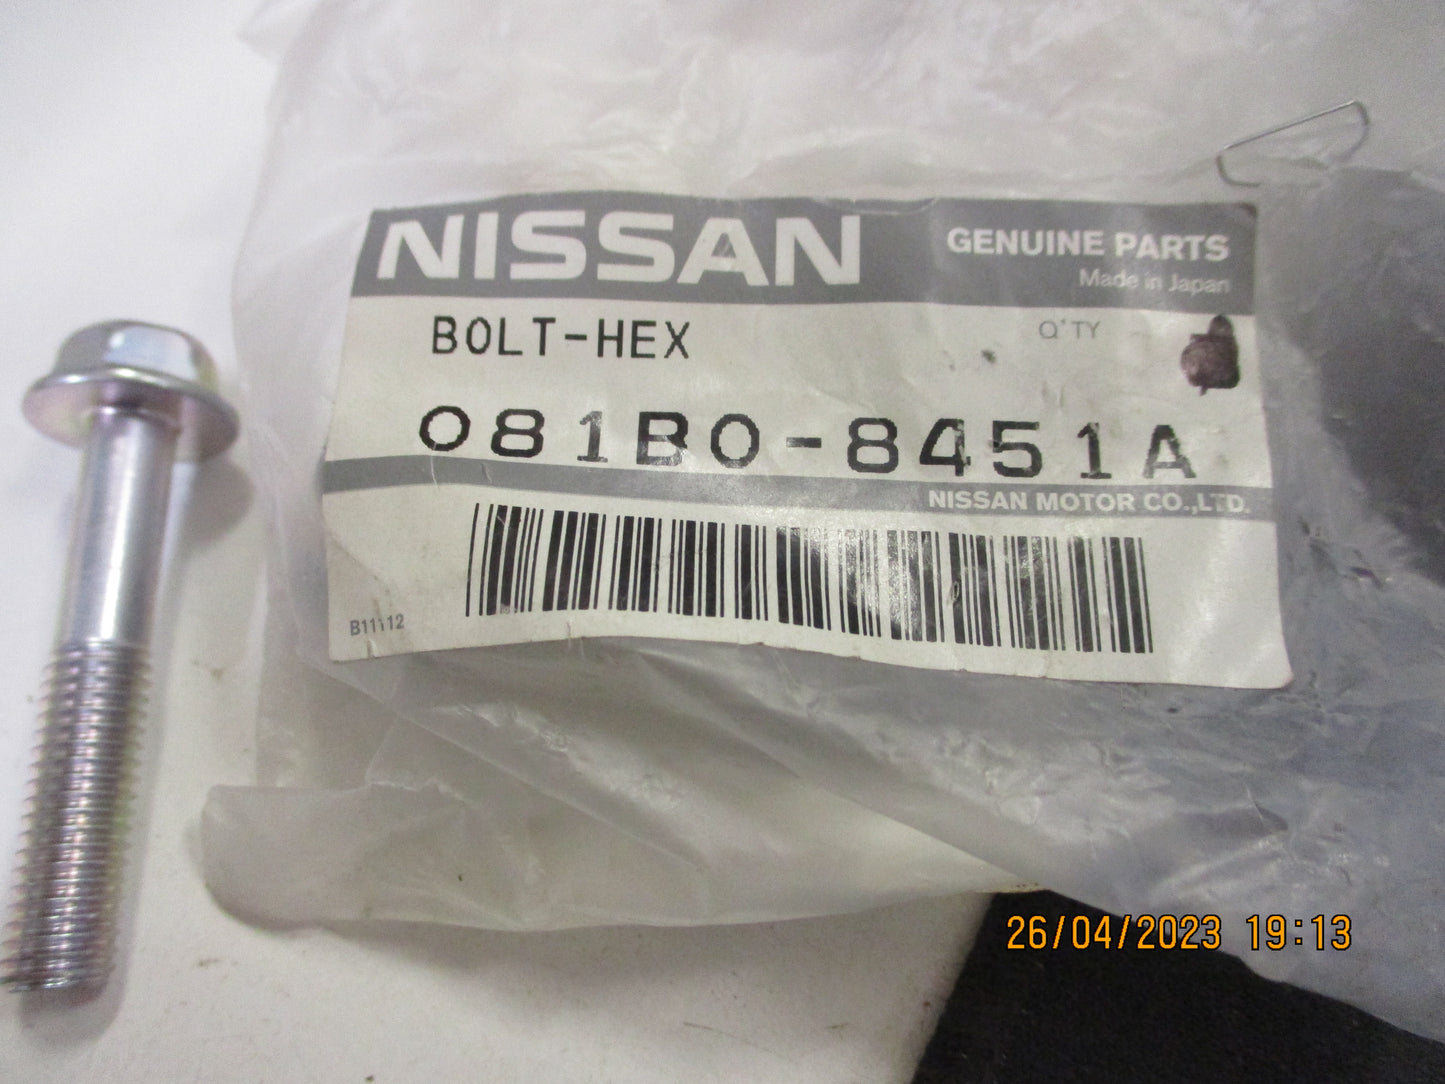 NISSAN
GENUINE PARTS
Made in Japan
BOLT-HEX
Q'TY
081B0-8451A
NISSAN MOTOR CO.,LTD.
B11112
26/04/2023 19:13